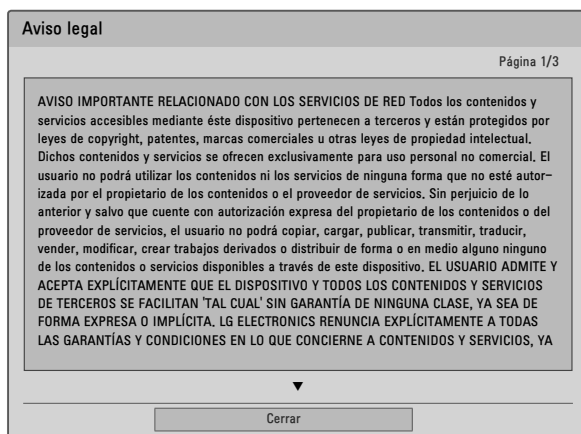 Aviso legal
Página 1/3
AVISO IMPORTANTE RELACIONADO CON LOS SERVICIOS DE RED Todos los contenidos y
servicios accesibles mediante éste dispositivo pertenecen a terceros y están protegidos por
leyes de copyright, patentes, marcas comerciales u otras leyes de propiedad intelectual.
Dichos contenidos y servicios se ofrecen exclusivamente para uso personal no comercial. El
usuario no podrá utilizar los contenidos ni los servicios de ninguna forma que no esté autor-
izada por el propietario de los contenidos o el proveedor de servicios. Sin perjuicio de lo
anterior y salvo que cuente con autorización expresa del propietario de los contenidos o del
proveedor de servicios, el usuario no podrá copiar, cargar, publicar, transmitir, traducir,
vender, modificar, crear trabajos derivados o distribuir de forma o en medio alguno ninguno
de los contenidos o servicios disponibles a través de este dispositivo. EL USUARIO ADMITE Y
ACEPTA EXPLÍCITAMENTE QUE EL DISPOSITIVO Y TODOS LOS CONTENIDOS Y SERVICIOS
DE TERCEROS SE FACILITAN 'TAL CUAL' SIN GARANTÍA DE NINGUNA CLASE, YA SEA DE
FORMA EXPRESA O IMPLÍCITA. LG ELECTRONICS RENUNCIA EXPLÍCITAMENTE A TODAS
LAS GARANTÍAS Y CONDICIONES EN LO QUE CONCIERNE A CONTENIDOS Y SERVICIOS, YA
Cerrar